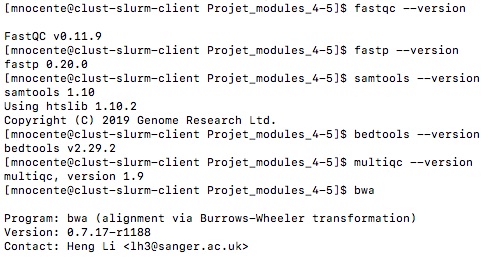 [mnocente@clust-slurm-client Projet_modules_4-5]$ fastqc --version
FastQC v0.11.9
[mnocente@clust-slurm-client Projet_modules_4-5]$ fastp --version
fastp 0.20.0
[mnocente@clust-slurm-client Projet_modules_4-5]$ samtools --version
samtools 1.10
Using htslib 1.10.2
Copyright (C) 2019 Genome Research Ltd.
[mnocente@clust-slurm-client Projet_modules_4-5]$ bedtools --version
bedtools v2.29.2
[mnocente@clust-slurm-client Projet_modules_4-5]$ multiqc --version
multiqc, version 1.9
[mnocente@clust-slurm-client Projet_modules_4-5]$ bwa
Program: bwa (alignment via Burrows-Wheeler transformation)
Version: 0.7.17-r1188
Contact: Heng Li <lh3@sanger.ac.uk>